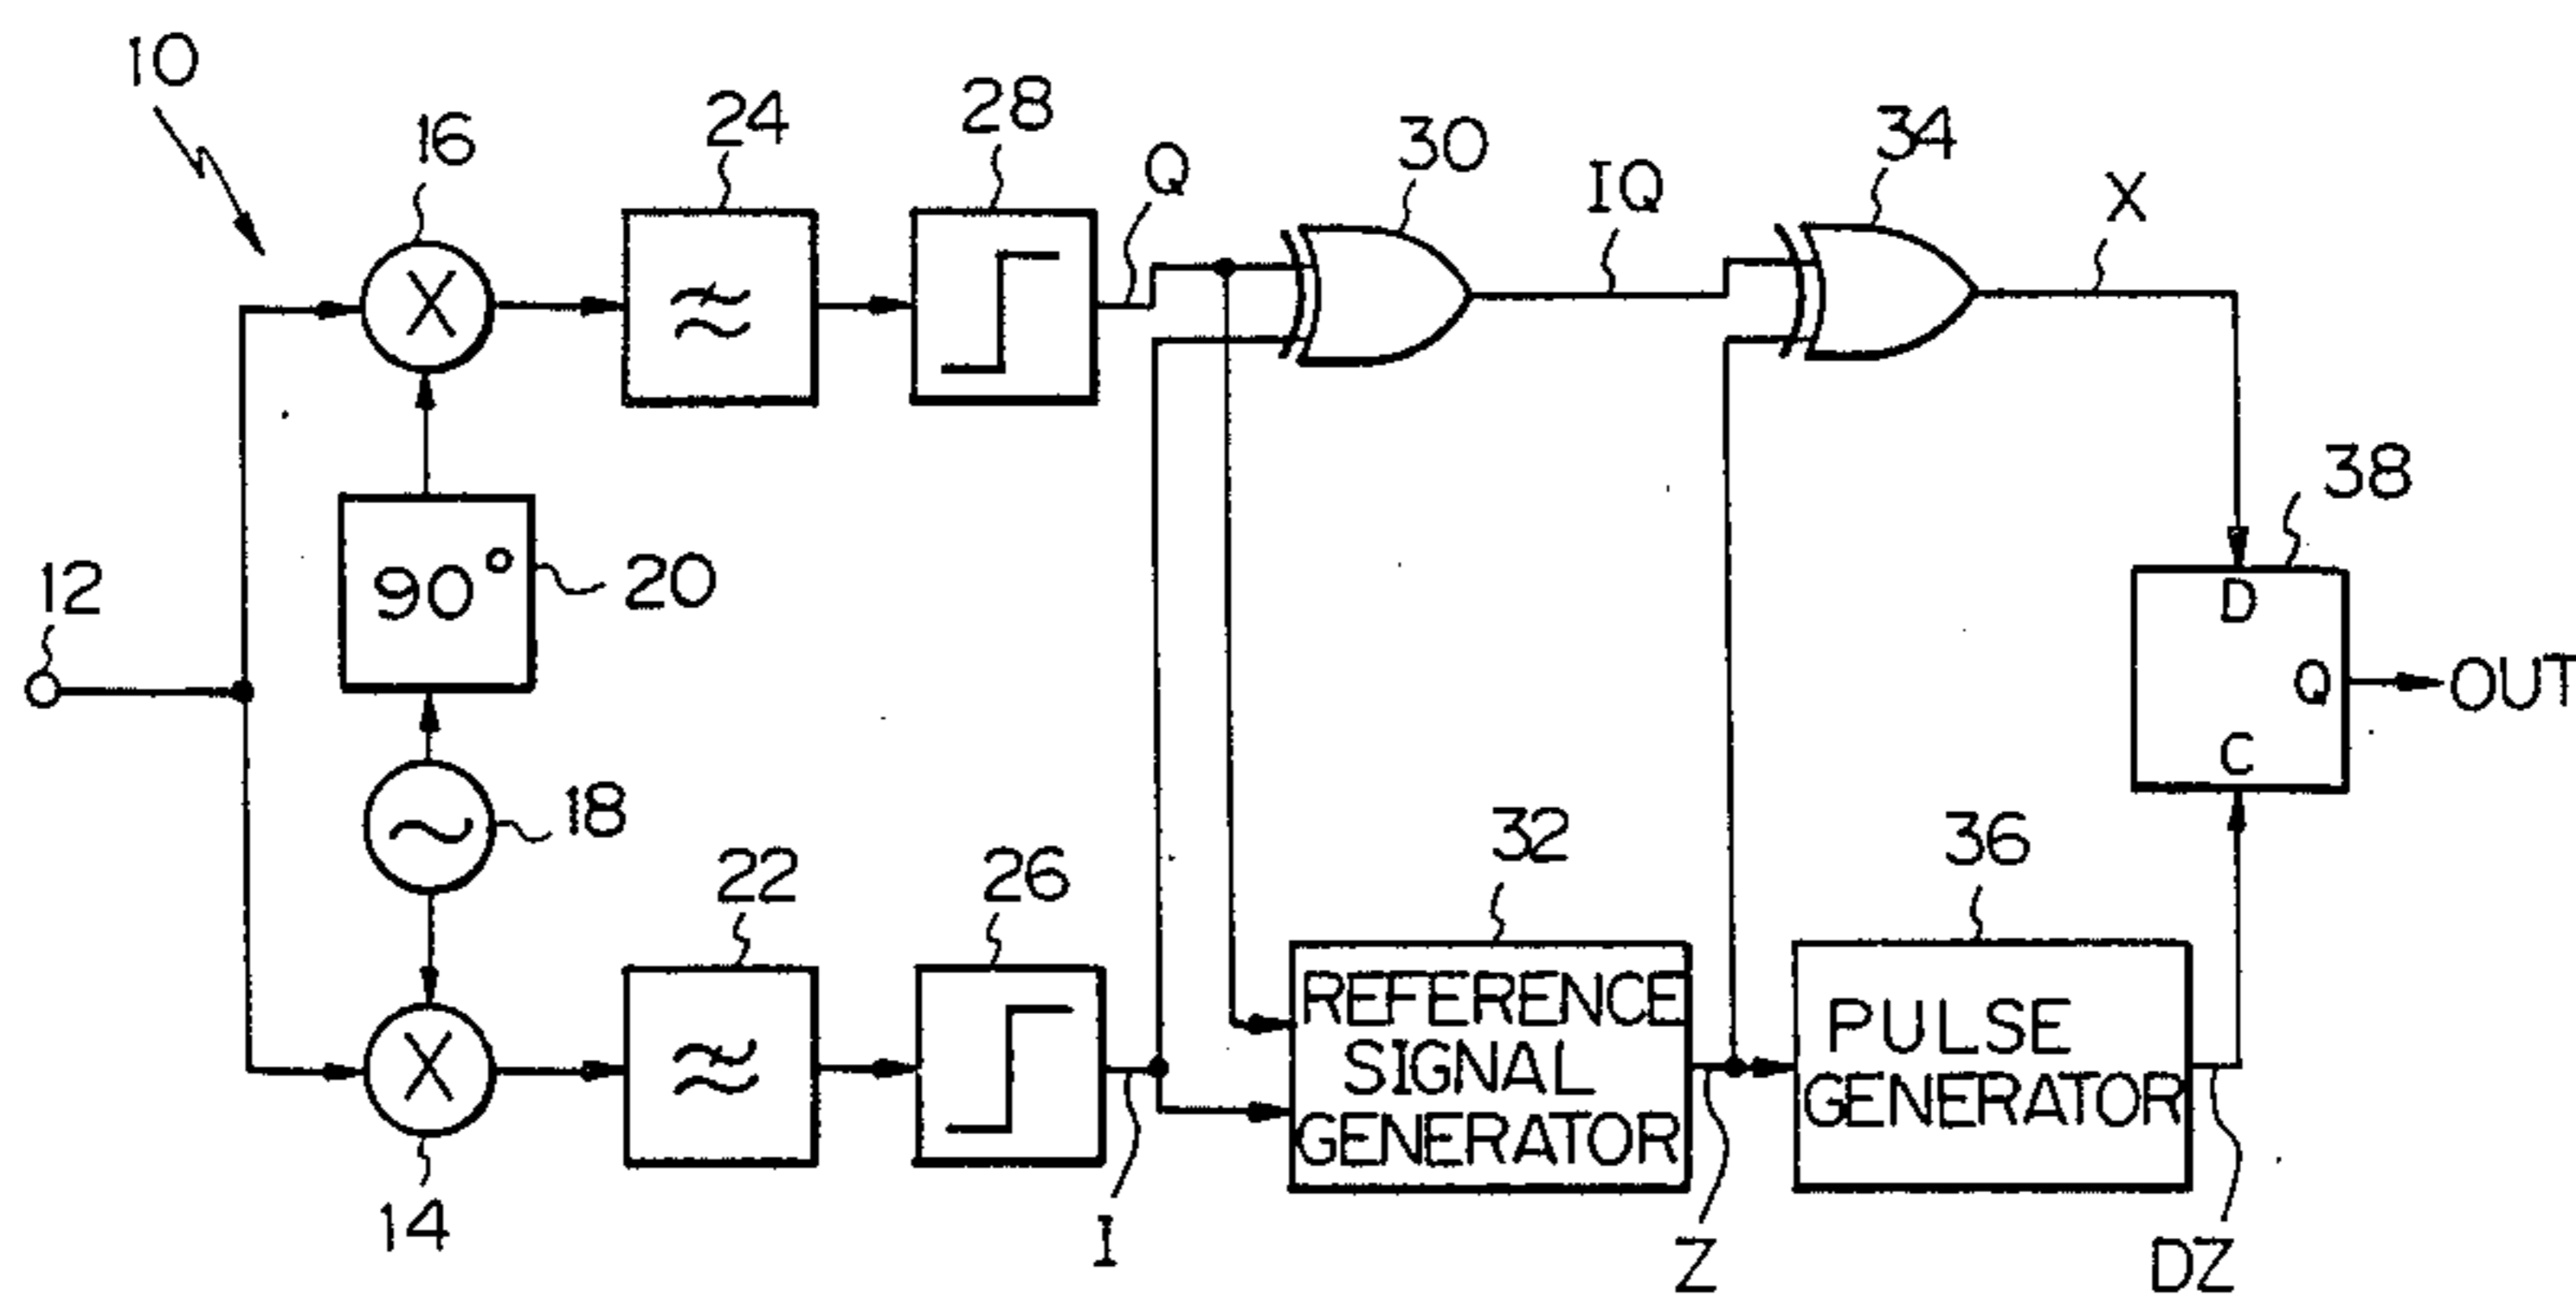 10
16
24
28
Q
30
IQ
34
X
12
90°
20
38
D
Q
OUT
C
18
22
26
32
36
REFERENCE
SIGNAL
GENERATOR
PULSE
GENERATOR
14
I
Z
DZ